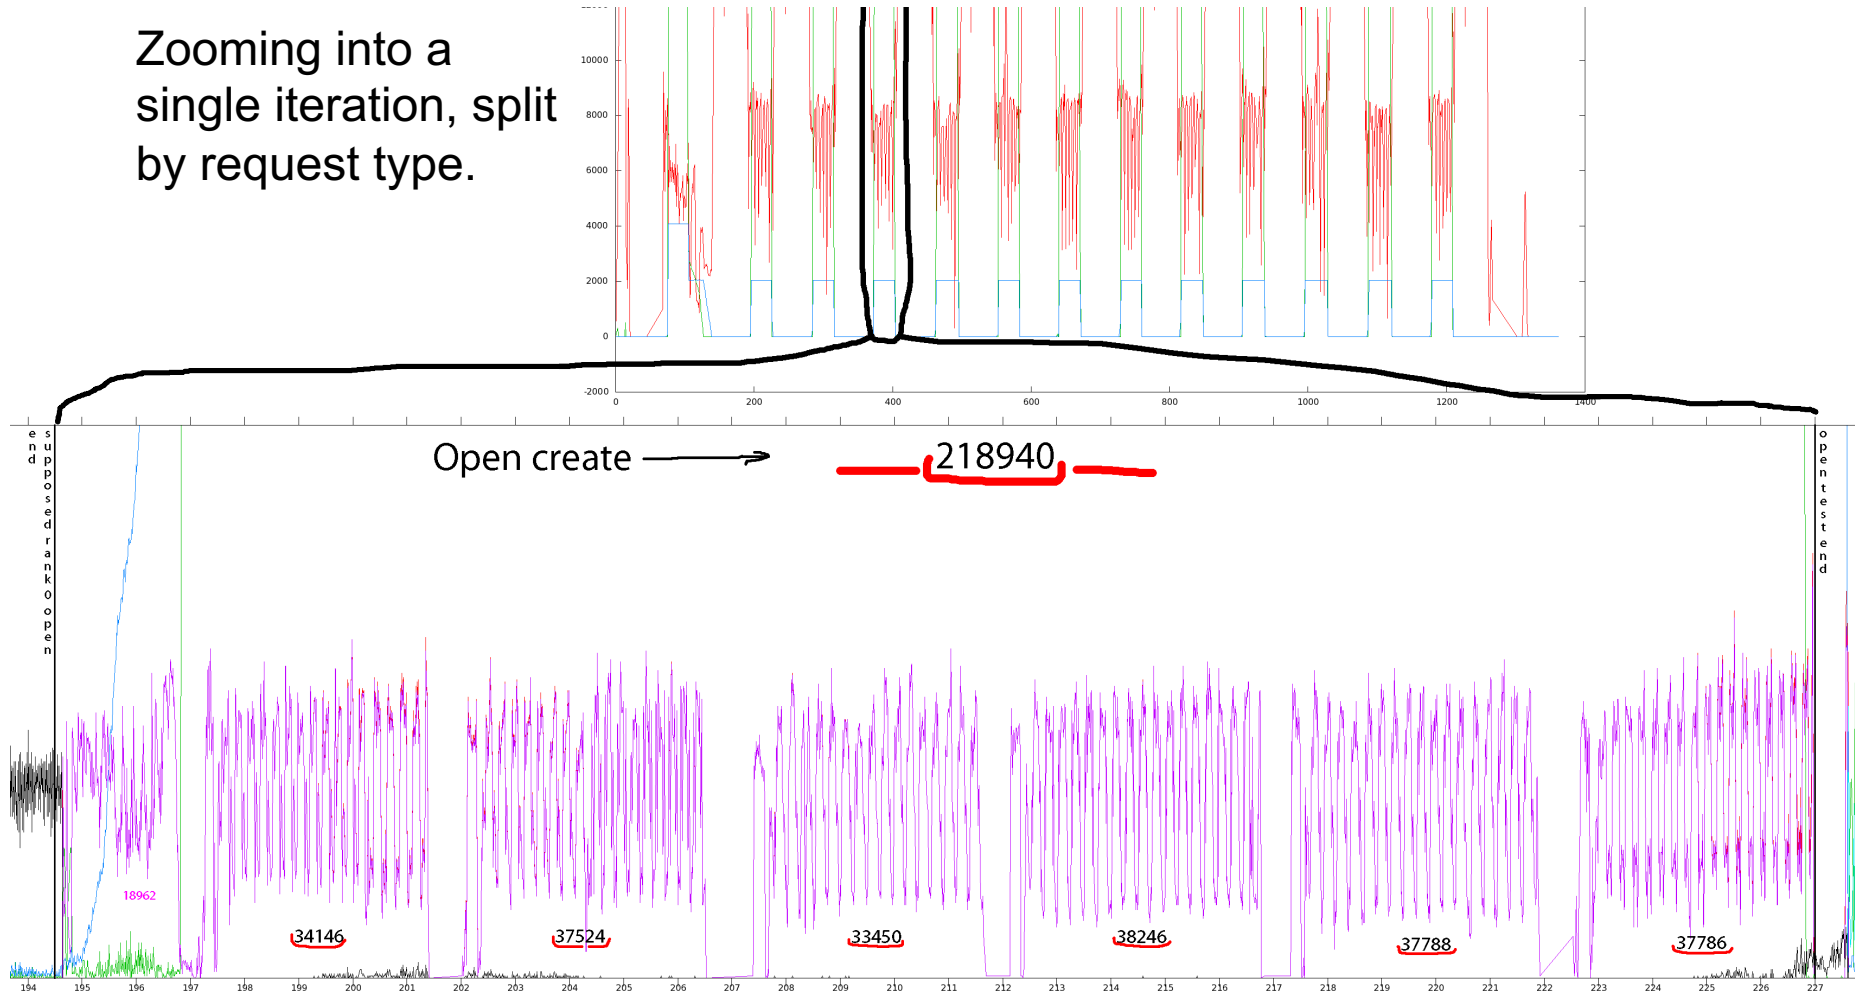 Zooming into a
single iteration, split
by request type.
10000
8000
6000
4000
2000
0
-2000
0 200 400 600 800 1000 1200 1400
end
supposed rank 0 open
Open create
218940
open test end
18962
34146
37524
33450
38246
37788
37786
194 195 196 197 198 199 200 201 202 203 204 205 206 207 208 209 210 211 212 213 214 215 216 217 218 219 220 221 222 223 224 225 226 227